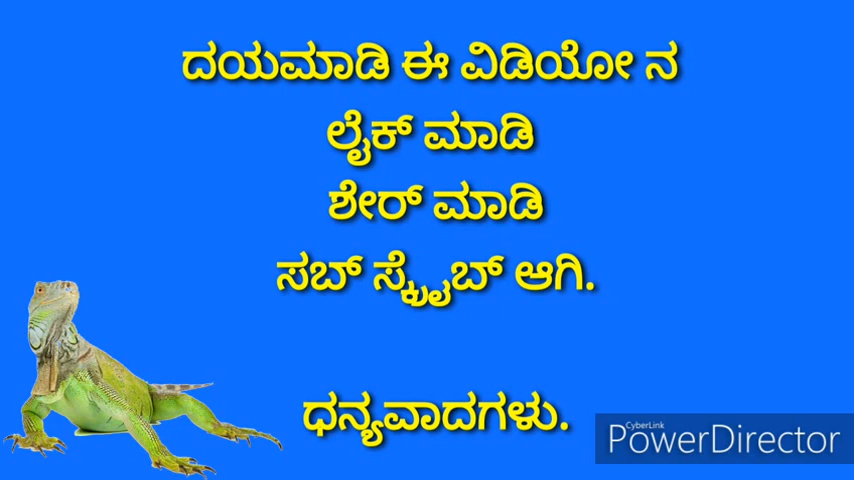 ದಯಮಾಡಿ ಈ ವಿಡಿಯೋ ನ
ಲೈಕ್ ಮಾಡಿ
ಶೇರ್ ಮಾಡಿ
ಸಬ್ ಸ್ಕ್ರೈಬ್ ಆಗಿ.
ಧನ್ಯವಾದಗಳು.
CyberLink
PowerDirector